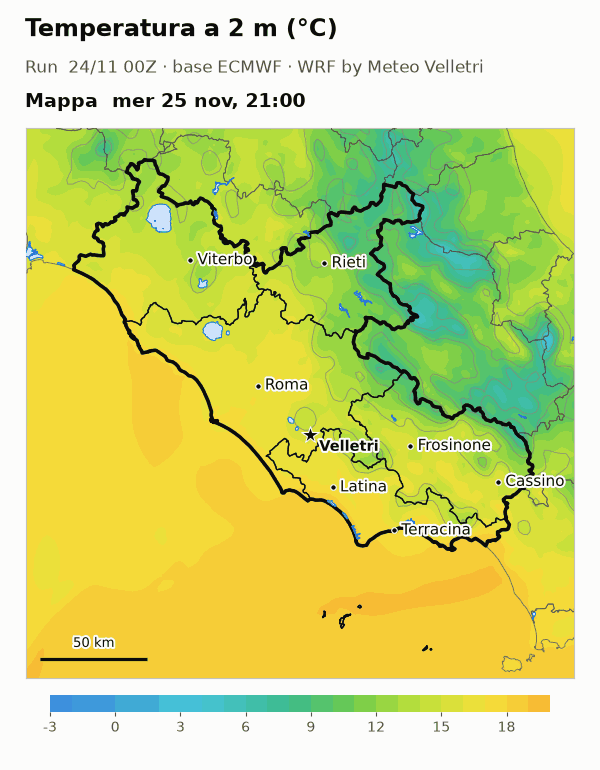 Temperatura a 2 m (°C)
Run  24/11 00Z · base ECMWF · WRF by Meteo Velletri
Mappa  mer 25 nov, 21:00
Viterbo
Rieti
Roma
Velletri
Frosinone
Cassino
Latina
Terracina
50 km
-3 0 3 6 9 12 15 18